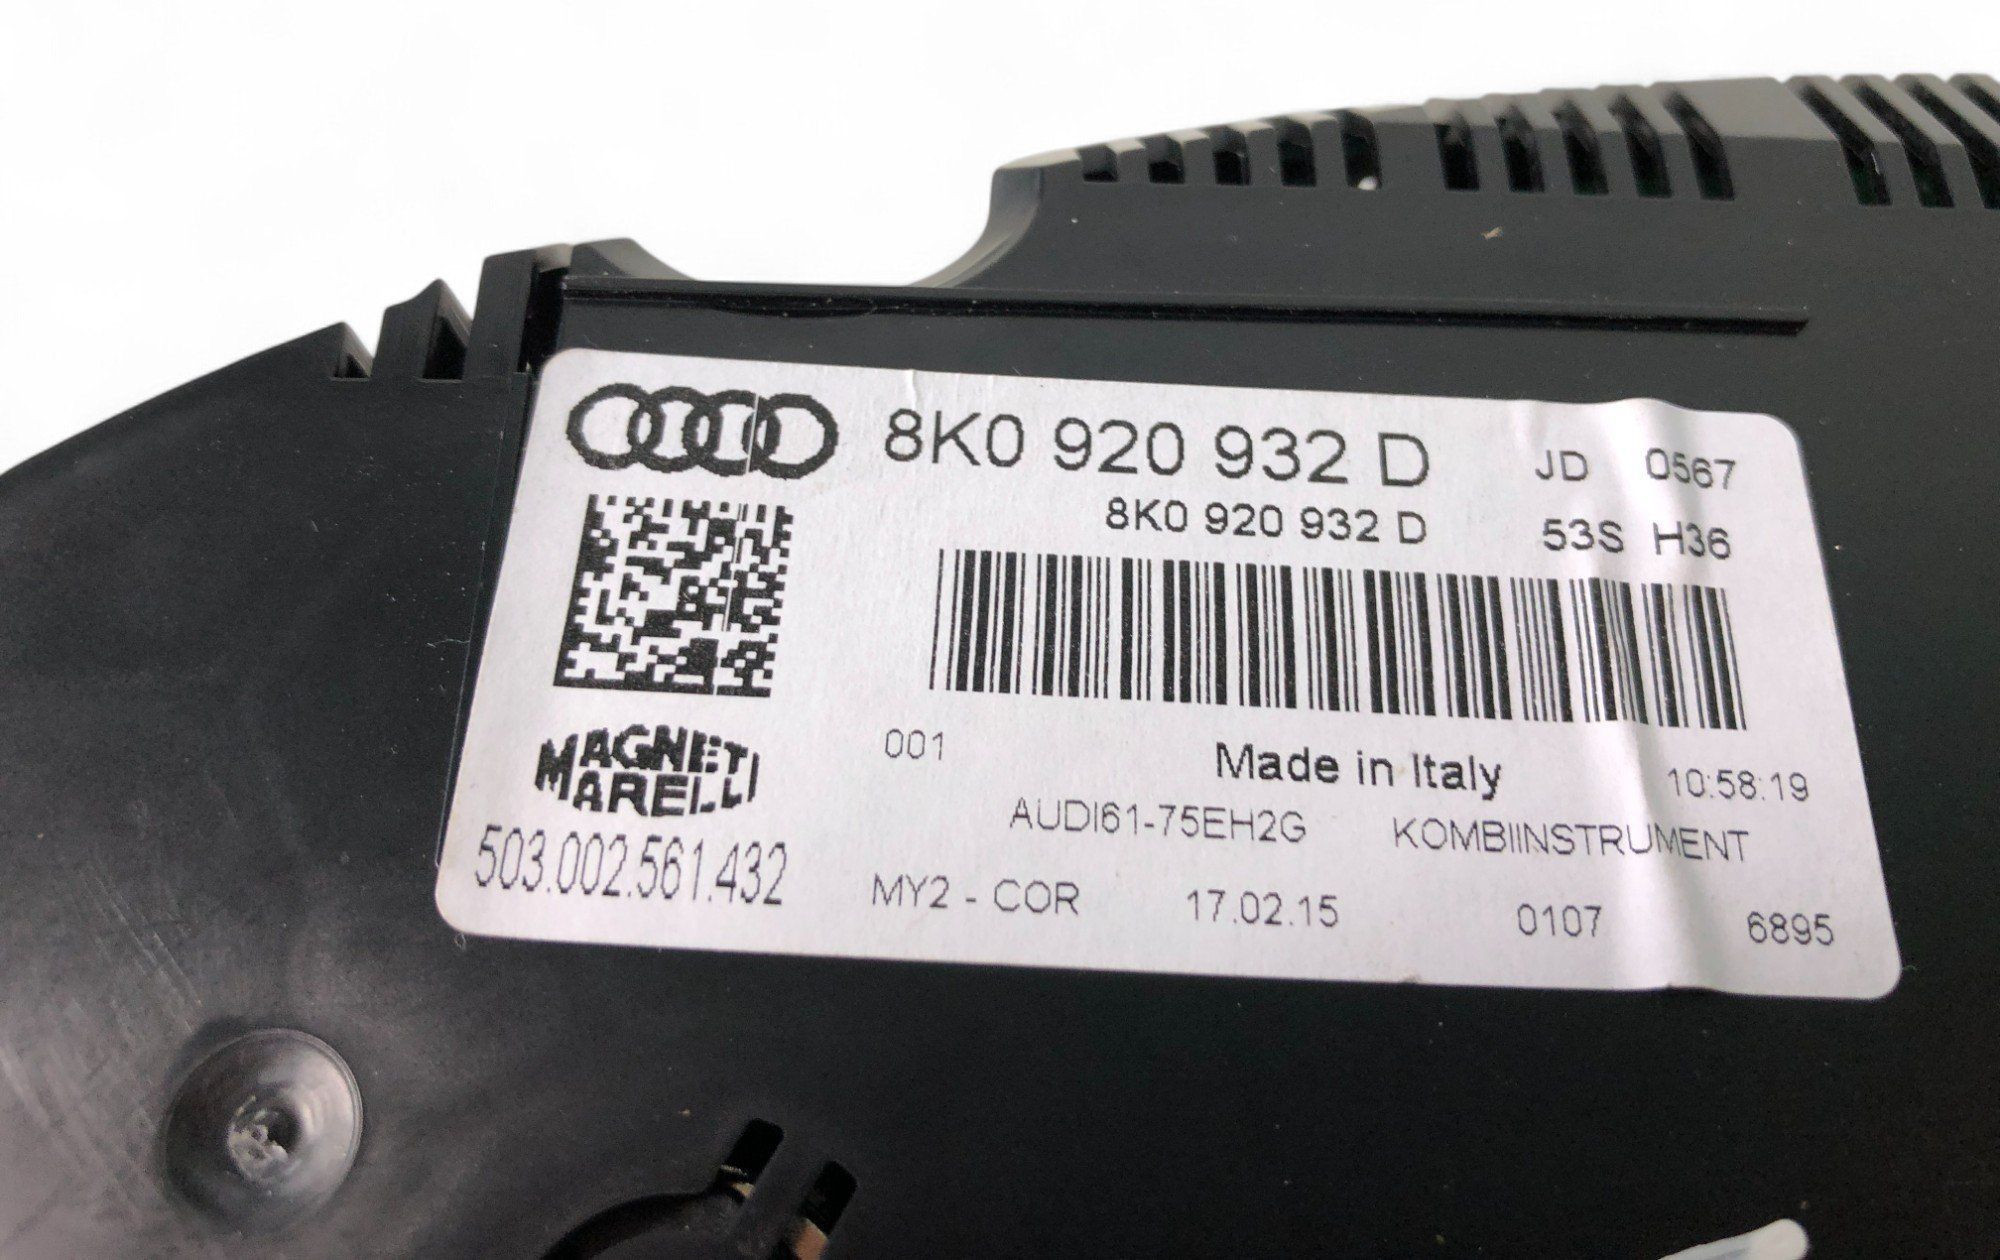 8K0 920 932 D JD 0567
8K0 920 932 D 53S H36
MAGNETI
MARELLI
001 Made in Italy 10:58:19
AUDI61-75EH2G KOMBIINSTRUMENT
503.002.561.432
MY2 - COR 17.02.15 0107 6895